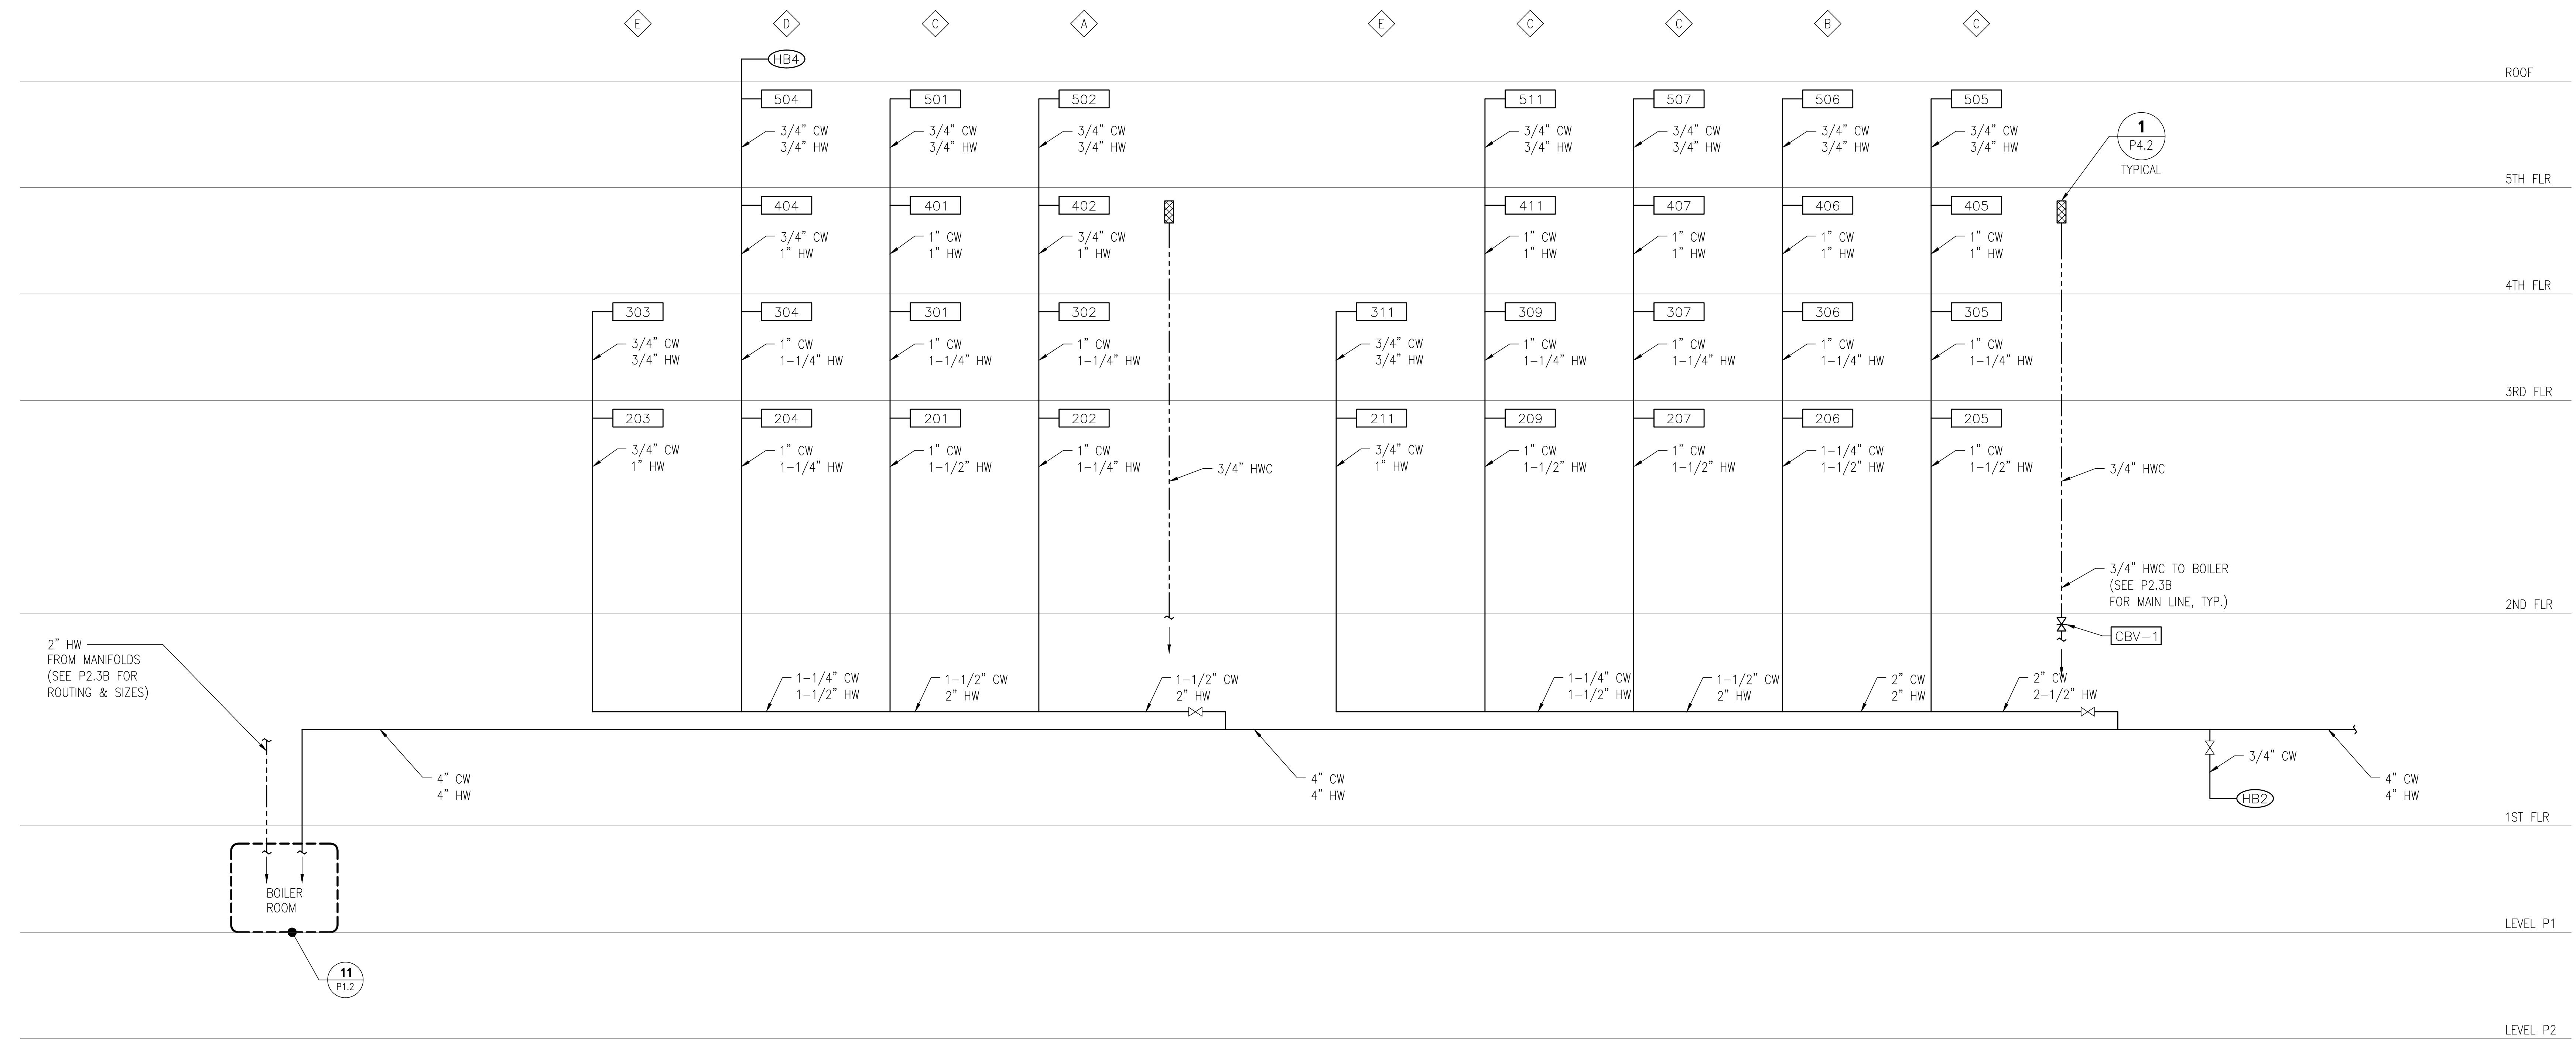 E D C A E C C B C
HB4
ROOF
504 501 502 511 507 506 505
3/4" CW 3/4" CW 3/4" CW 3/4" CW 3/4" CW 3/4" CW 3/4" CW
3/4" HW 3/4" HW 3/4" HW 3/4" HW 3/4" HW 3/4" HW 3/4" HW
1
P4.2
TYPICAL
5TH FLR
404 401 402 411 407 406 405
3/4" CW 1" CW 3/4" CW 1" CW 1" CW 1" CW 1" CW
1" HW 1" HW 1" HW 1" HW 1" HW 1" HW 1" HW
4TH FLR
303 304 301 302 311 309 307 306 305
3/4" CW 1" CW 1" CW 1" CW 3/4" CW 1" CW 1" CW 1" CW 1" CW
3/4" HW 1-1/4" HW 1-1/4" HW 1-1/4" HW 3/4" HW 1-1/4" HW 1-1/4" HW 1-1/4" HW 1-1/4" HW
3RD FLR
203 204 201 202 211 209 207 206 205
3/4" CW 1" CW 1" CW 1" CW 3/4" CW 1" CW 1" CW 1-1/4" CW 1" CW
1" HW 1-1/4" HW 1-1/2" HW 1-1/4" HW 1" HW 1-1/2" HW 1-1/2" HW 1-1/2" HW 1-1/2" HW
3/4" HWC 3/4" HWC
3/4" HWC TO BOILER
(SEE P2.3B
FOR MAIN LINE, TYP.)
2ND FLR
CBV-1
2" HW
FROM MANIFOLDS
(SEE P2.3B FOR
ROUTING & SIZES)
1-1/4" CW 1-1/2" CW 1-1/2" CW 1-1/4" CW 1-1/2" CW 2" CW 2" CW
1-1/2" HW 2" HW 2" HW 1-1/2" HW 2" HW 2" HW 2-1/2" HW
3/4" CW
4" CW 4" CW 4" CW
4" HW 4" HW 4" HW
HB2
1ST FLR
BOILER
ROOM
LEVEL P1
11
P1.2
LEVEL P2